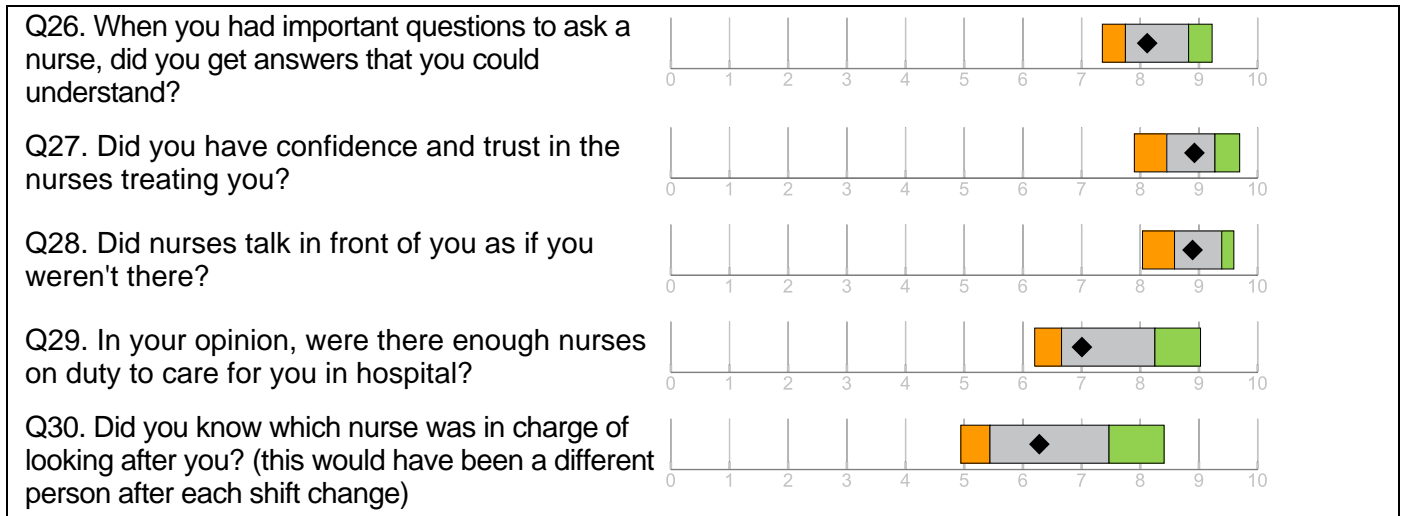 Q26. When you had important questions to ask a
nurse, did you get answers that you could
understand?
0 1 2 3 4 5 6 7 8 9 10
Q27. Did you have confidence and trust in the
nurses treating you?
0 1 2 3 4 5 6 7 8 9 10
Q28. Did nurses talk in front of you as if you
weren't there?
0 1 2 3 4 5 6 7 8 9 10
Q29. In your opinion, were there enough nurses
on duty to care for you in hospital?
0 1 2 3 4 5 6 7 8 9 10
Q30. Did you know which nurse was in charge of
looking after you? (this would have been a different
person after each shift change)
0 1 2 3 4 5 6 7 8 9 10